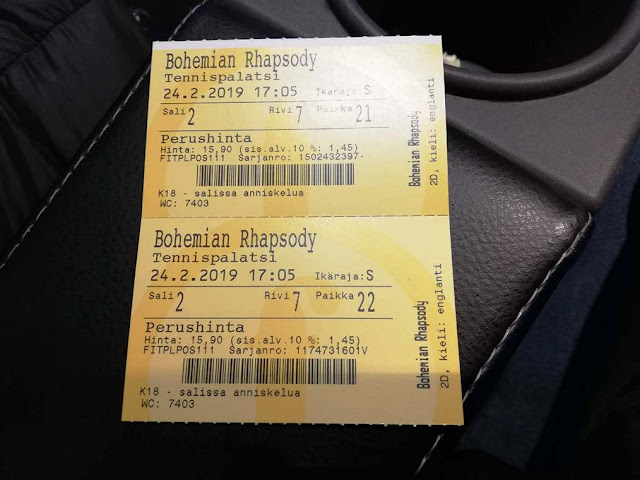 Bohemian Rhapsody
Tennispalatsi
24.2.2019 17:05 Ikäraja:S
Sali 2 Rivi 7 Paikka 21
Perushinta
Hinta: 15,90 (sis.alv.10 %: 1,45)
FITPLPOS111 Sarjanro: 1502432397-
K18 - salissa anniskelua
WC: 7403
Bohemian Rhapsody
2D, kieli: englanti
Bohemian Rhapsody
Tennispalatsi
24.2.2019 17:05 Ikäraja:S
Sali 2 Rivi 7 Paikka 22
Perushinta
Hinta: 15,90 (sis.alv.10 %: 1,45)
FITPLPOS111 Sarjanro: 1174731601V
K18 - salissa anniskelua
WC: 7403
Bohemian Rhapsody
2D, kieli: englanti